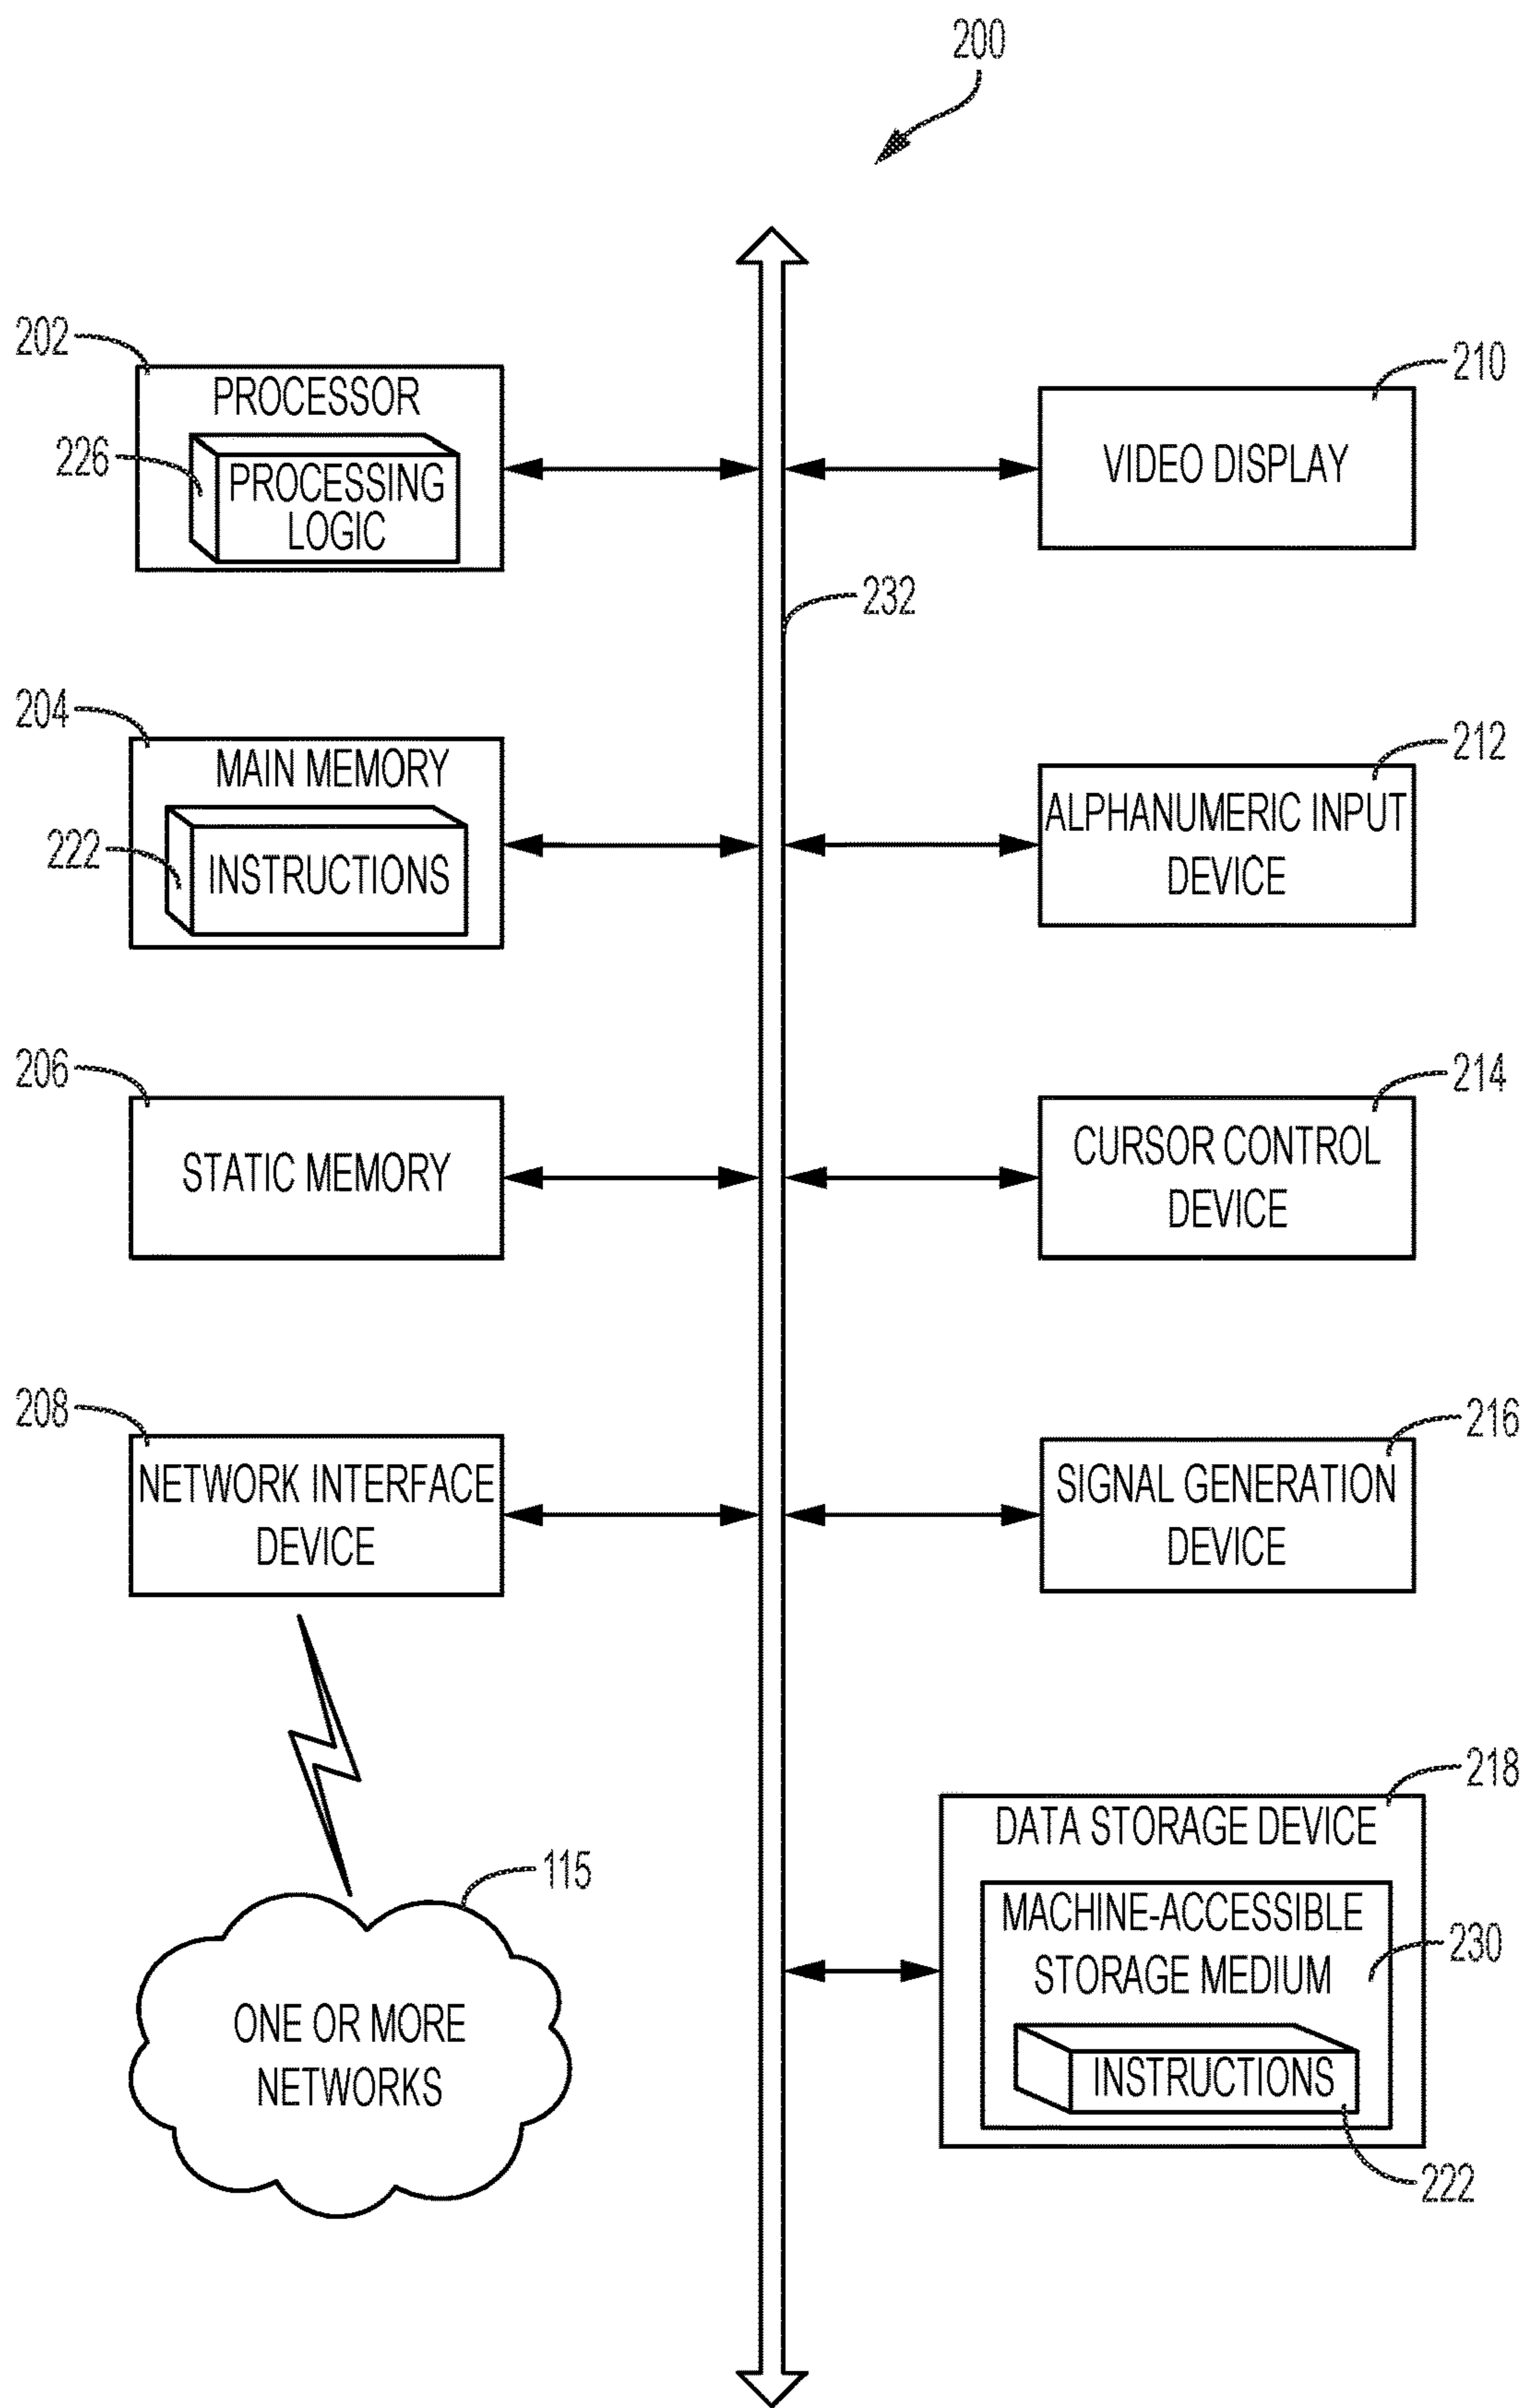 200
202
PROCESSOR
226
PROCESSING
LOGIC
210
VIDEO DISPLAY
232
204
MAIN MEMORY
222
INSTRUCTIONS
212
ALPHANUMERIC INPUT
DEVICE
206
STATIC MEMORY
214
CURSOR CONTROL
DEVICE
208
NETWORK INTERFACE
DEVICE
216
SIGNAL GENERATION
DEVICE
115
ONE OR MORE
NETWORKS
218
DATA STORAGE DEVICE
MACHINE-ACCESSIBLE
STORAGE MEDIUM
230
INSTRUCTIONS
222